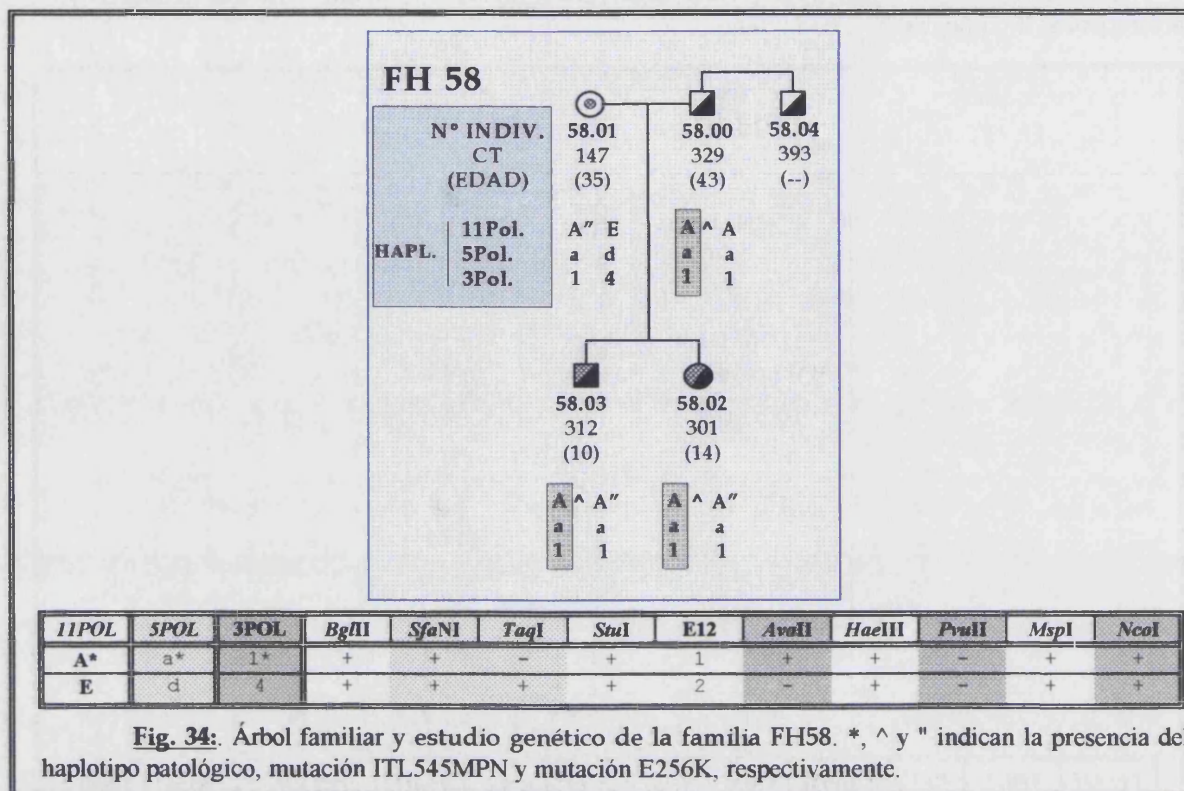 FH 58
Nº INDIV. 58.01 58.00 58.04
CT 147 329 393
(EDAD) (35) (43) (--)
11Pol. A" E A ^ A
HAPL. 5Pol. a d a a
3Pol. 1 4 1 1
58.03 58.02
312 301
(10) (14)
A ^ A" A ^ A"
a a a a
1 1 1 1
11POL 5POL 3POL BglII SfaNI TaqI StuI E12 AvaII HaeIII PvuII MspI NcoI
A* a* 1* + + - + 1 + + - + +
E d 4 + + + + 2 - + - + +
Fig. 34:. Árbol familiar y estudio genético de la familia FH58. *, ^ y " indican la presencia del
haplotipo patológico, mutación ITL545MPN y mutación E256K, respectivamente.